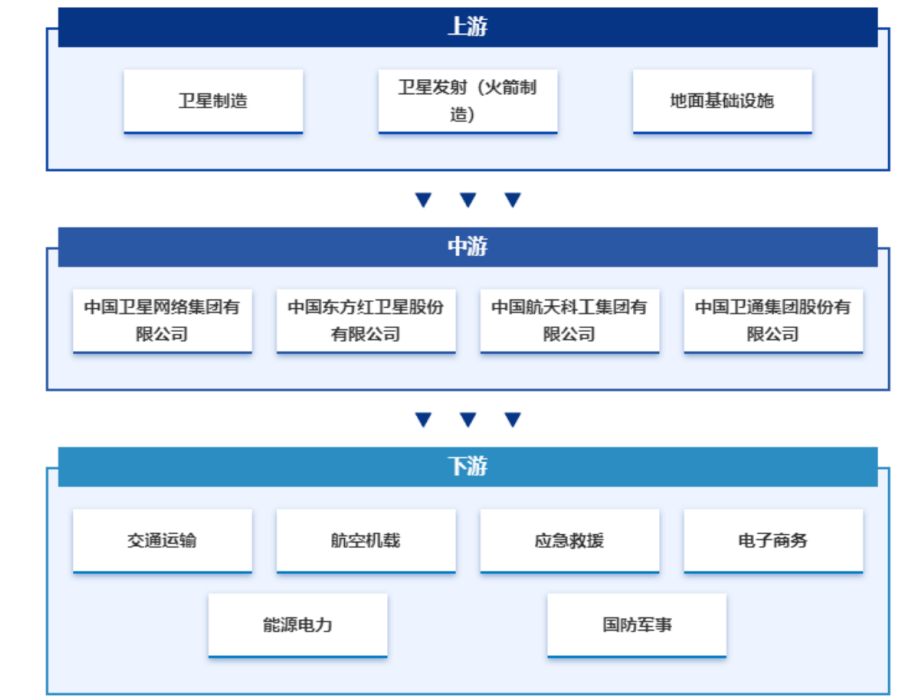 上游
卫星制造
卫星发射（火箭制
造）
地面基础设施
中游
中国卫星网络集团有
限公司
中国东方红卫星股份
有限公司
中国航天科工集团有
限公司
中国卫通集团股份有
限公司
下游
交通运输
航空机载
应急救援
电子商务
能源电力
国防军事